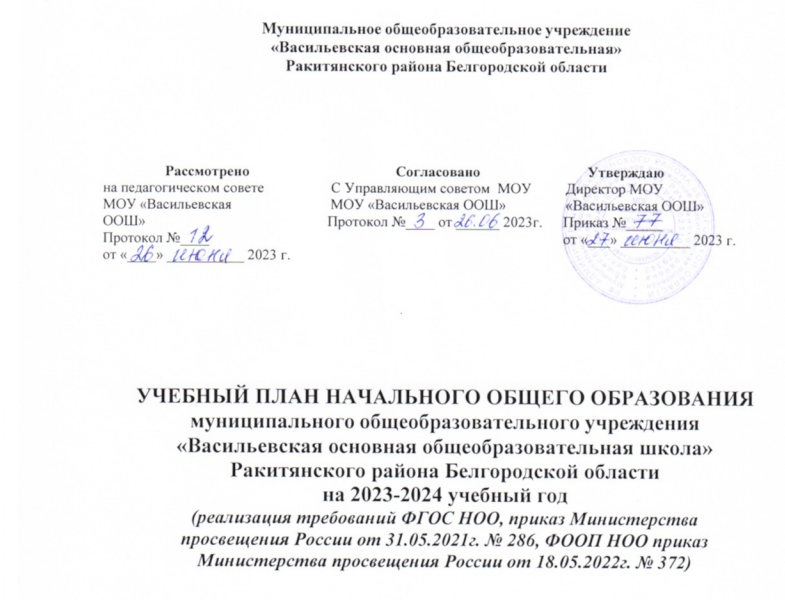 Муниципальное общеобразовательное учреждение
«Васильевская основная общеобразовательная»
Ракитянского района Белгородской области
Рассмотрено
на педагогическом совете
МОУ «Васильевская
ООШ»
Протокол № 12
от «26» июня 2023 г.
Согласовано
С Управляющим советом МОУ
МОУ «Васильевская ООШ»
Протокол № 3 от 26.06 2023г.
Утверждаю
Директор МОУ
«Васильевская ООШ»
Приказ № 77
от «27» июня 2023 г.
УЧЕБНЫЙ ПЛАН НАЧАЛЬНОГО ОБЩЕГО ОБРАЗОВАНИЯ
муниципального общеобразовательного учреждения
«Васильевская основная общеобразовательная школа»
Ракитянского района Белгородской области
на 2023-2024 учебный год
(реализация требований ФГОС НОО, приказ Министерства
просвещения России от 31.05.2021г. № 286, ФООП НОО приказ
Министерства просвещения России от 18.05.2022г. № 372)